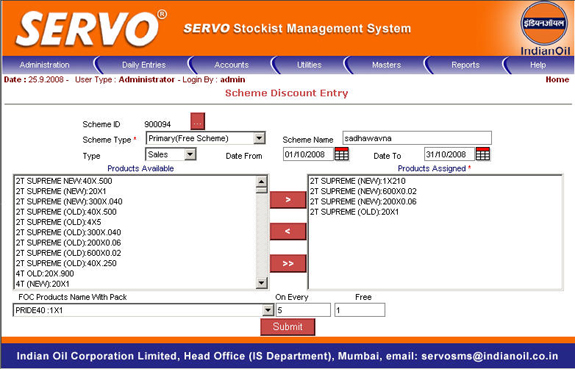 SERVO®
SERVO Stockist Management System
इंडियनऑयल
IndianOil
Administration Daily Entries Accounts Utilities Masters Reports Help
Date : 25.9.2008 - User Type : Administrator - Login By : admin Home
Scheme Discount Entry
Scheme ID 900094 ...
Scheme Type * Primary(Free Scheme) Scheme Name sadhawavna
Type Sales Date From 01/10/2008 Date To 31/10/2008
Products Available Products Assigned *
2T SUPREME NEW:40X.500
2T SUPREME (NEW):20X1
2T SUPREME (NEW):300X.040
2T SUPREME (OLD):40X.500
2T SUPREME (OLD):4X5
2T SUPREME (OLD):300X.040
2T SUPREME (OLD):200X0.06
2T SUPREME (OLD):600X0.02
2T SUPREME (OLD):40X.250
4T OLD:20X.900
4T (NEW):20X1
>
<
>>
2T SUPREME (NEW):1X210
2T SUPREME (NEW):600X0.02
2T SUPREME (NEW):200X0.06
2T SUPREME (OLD):20X1
FOC Products Name With Pack On Every Free
PRIDE40 :1X1 5 1
Submit
Indian Oil Corporation Limited, Head Office (IS Department), Mumbai, email: servosms@indianoil.co.in